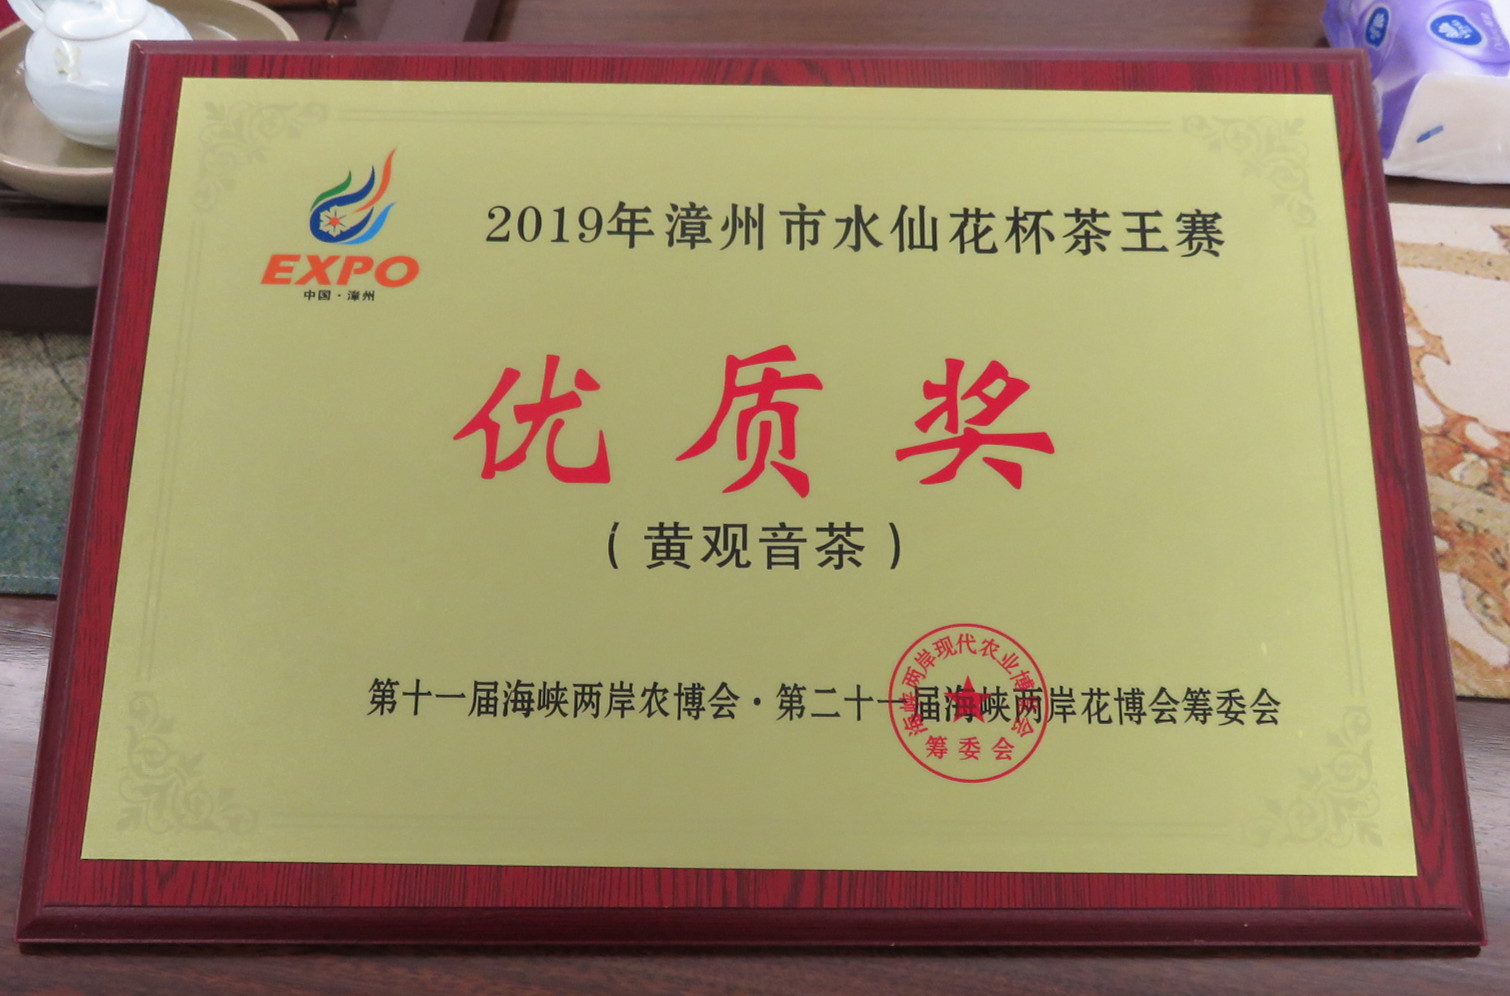 EXPO
中国·漳州
2019年漳州市水仙花杯茶王赛
优质奖
（黄观音茶）
第十一届海峡两岸农博会·第二十一届海峡两岸花博会筹委会
海峡两岸现代农业博览会
筹委会